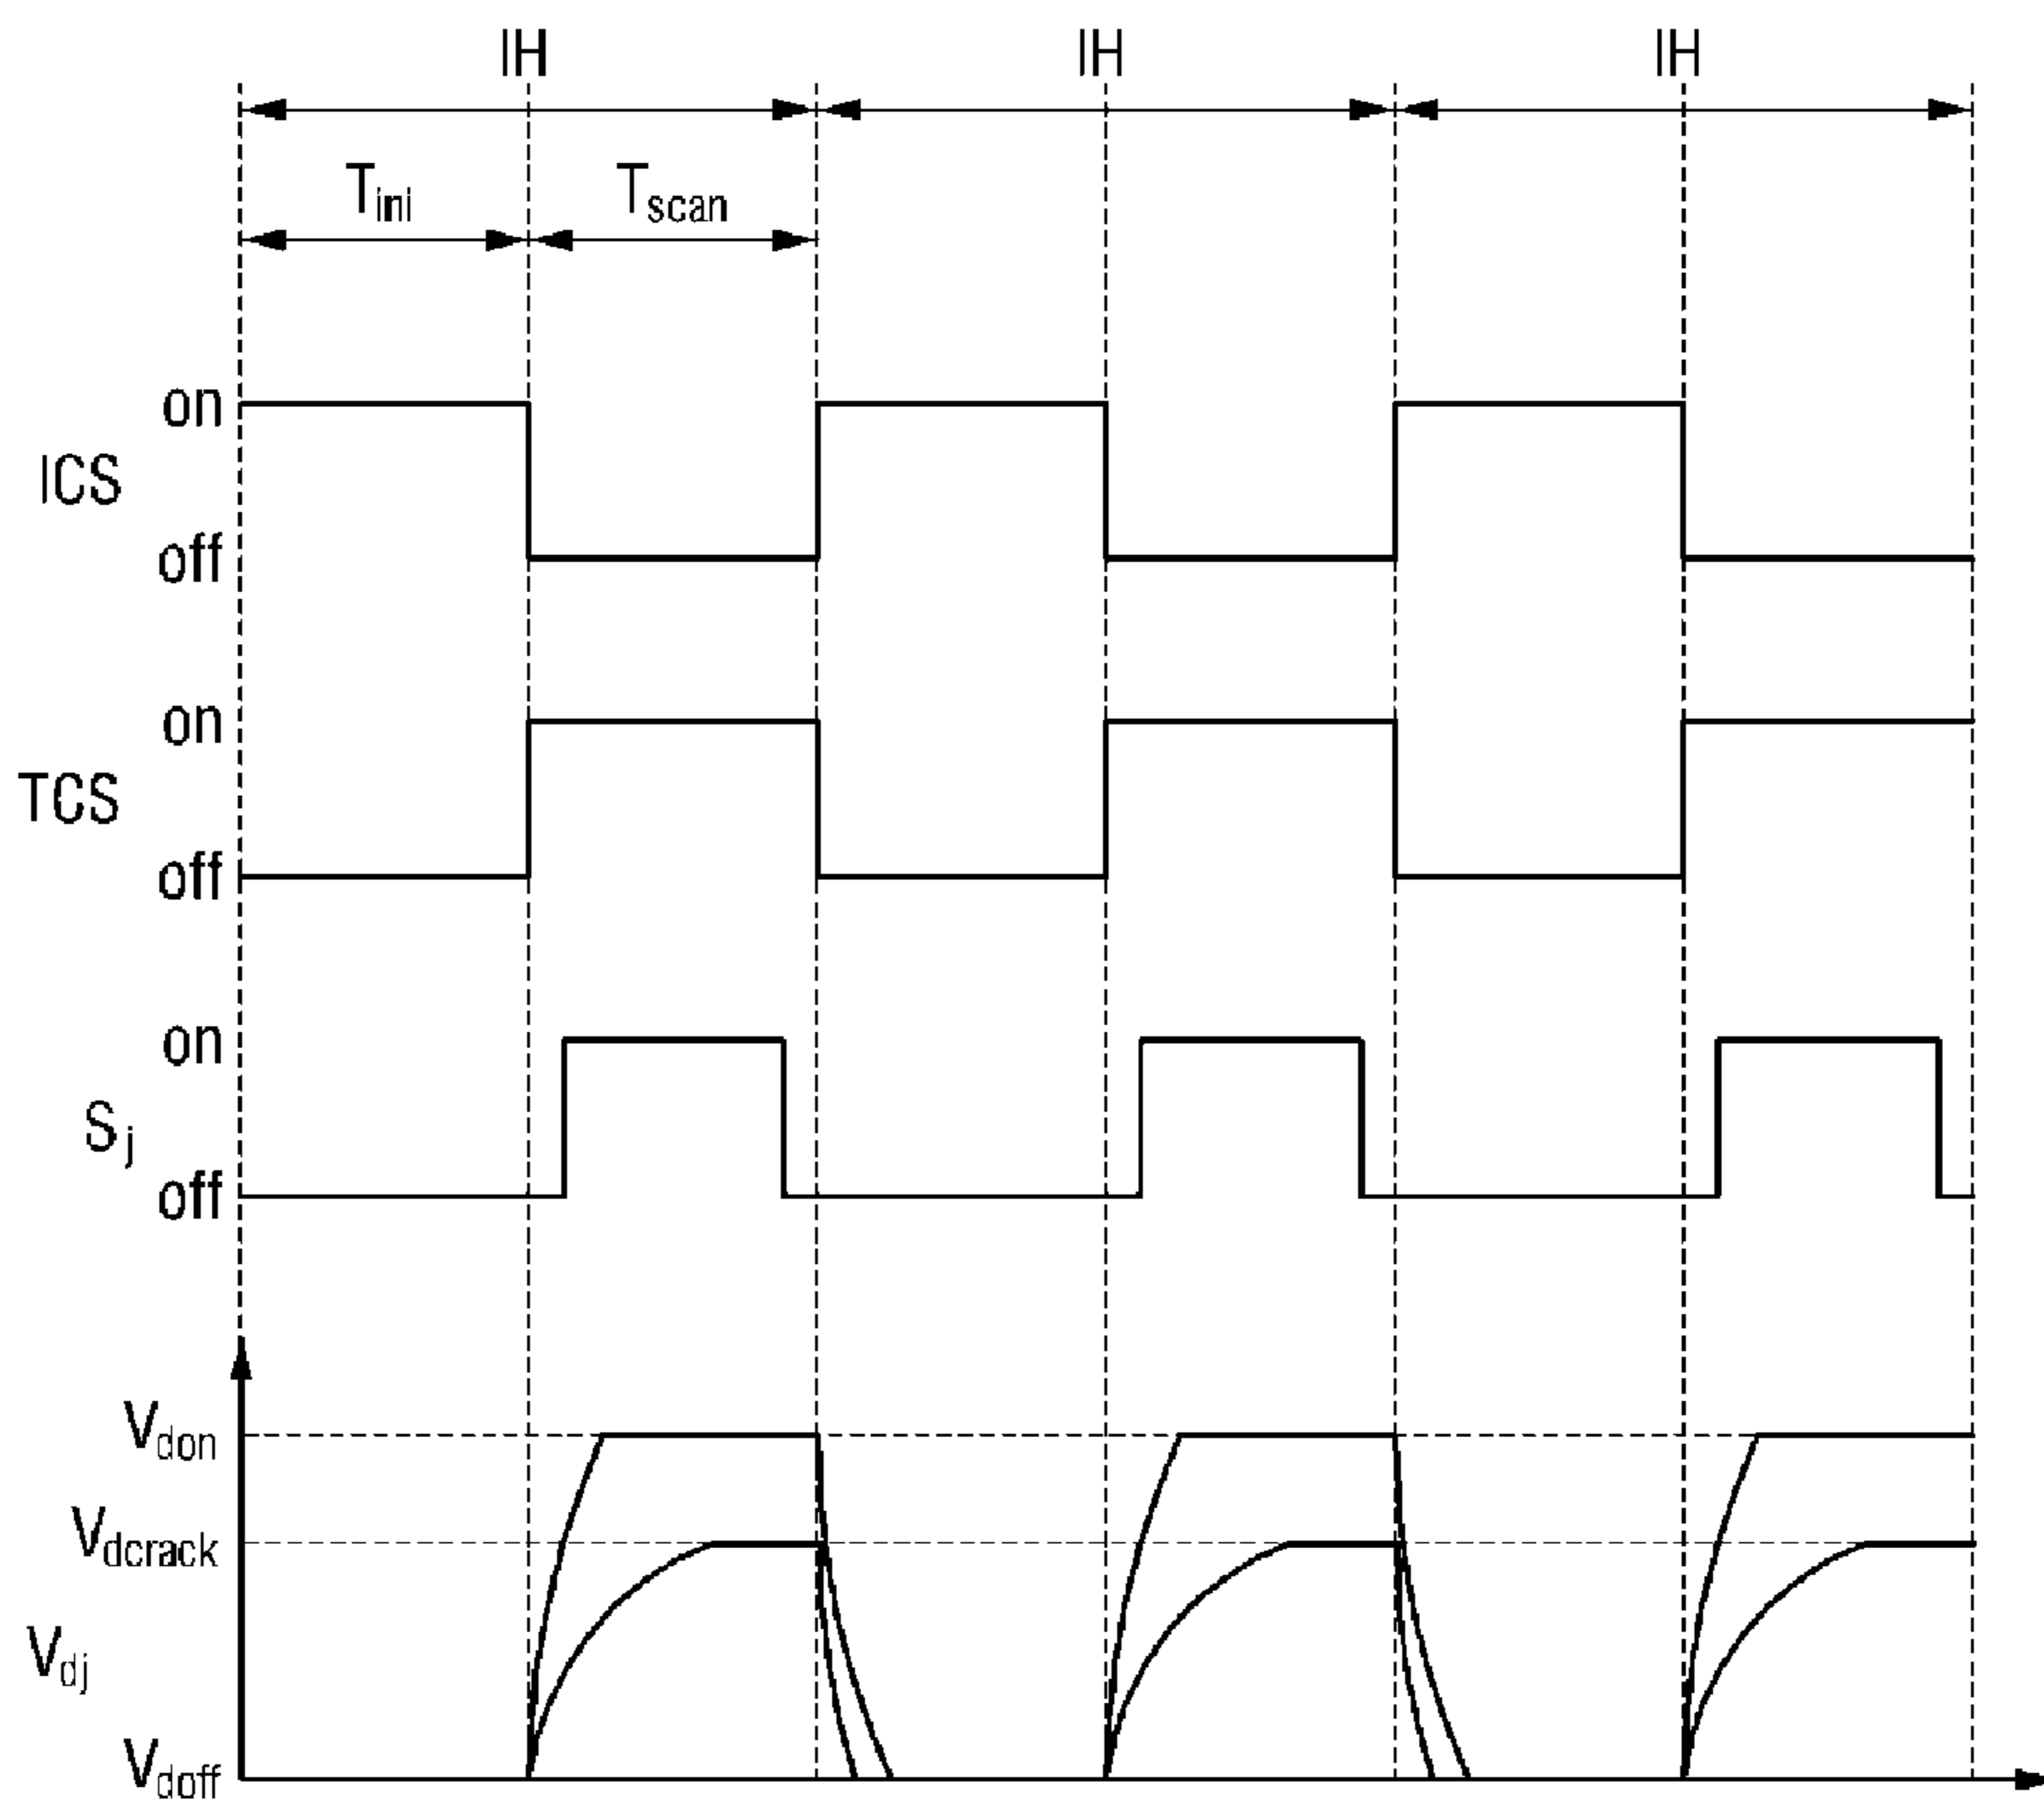 IH IH IH
Tini Tscan
on
ICS
off
on
TCS
off
on
Sj
off
Vdon
Vdcrack
Vdj
Vdoff